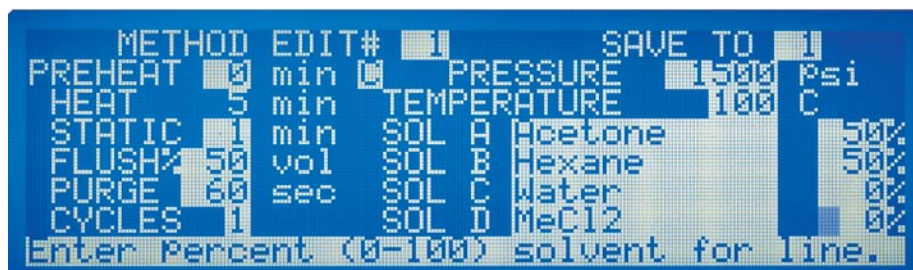 METHOD EDIT# 1 SAVE TO 1
PREHEAT 0 min C PRESSURE 1500 psi
HEAT 5 min TEMPERATURE 100 C
STATIC 1 min SOL A Acetone 50%
FLUSH% 50 vol SOL B Hexane 50%
PURGE 60 sec SOL C Water 0%
CYCLES 1 SOL D MeCl2 0%
Enter Percent (0-100) solvent for line.